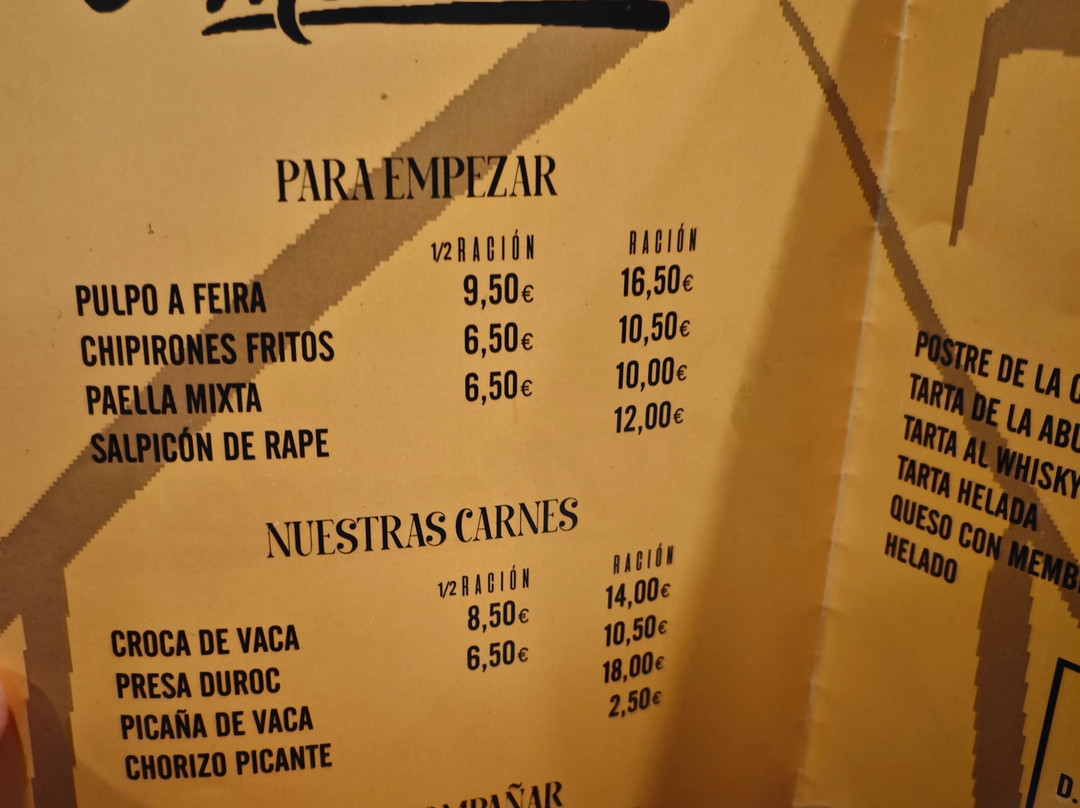 PARA EMPEZAR
1/2 RACIÓN RACIÓN
PULPO A FEIRA 9,50€ 16,50€
CHIPIRONES FRITOS 6,50€ 10,50€
PAELLA MIXTA 6,50€ 10,00€
SALPICÓN DE RAPE 12,00€
NUESTRAS CARNES
1/2 RACIÓN RACIÓN
CROCA DE VACA 8,50€ 14,00€
PRESA DUROC 6,50€ 10,50€
PICAÑA DE VACA 18,00€
CHORIZO PICANTE 2,50€
POSTRE DE LA
TARTA DE LA
TARTA AL WHISKY
TARTA HELADA
QUESO CON
HELADO